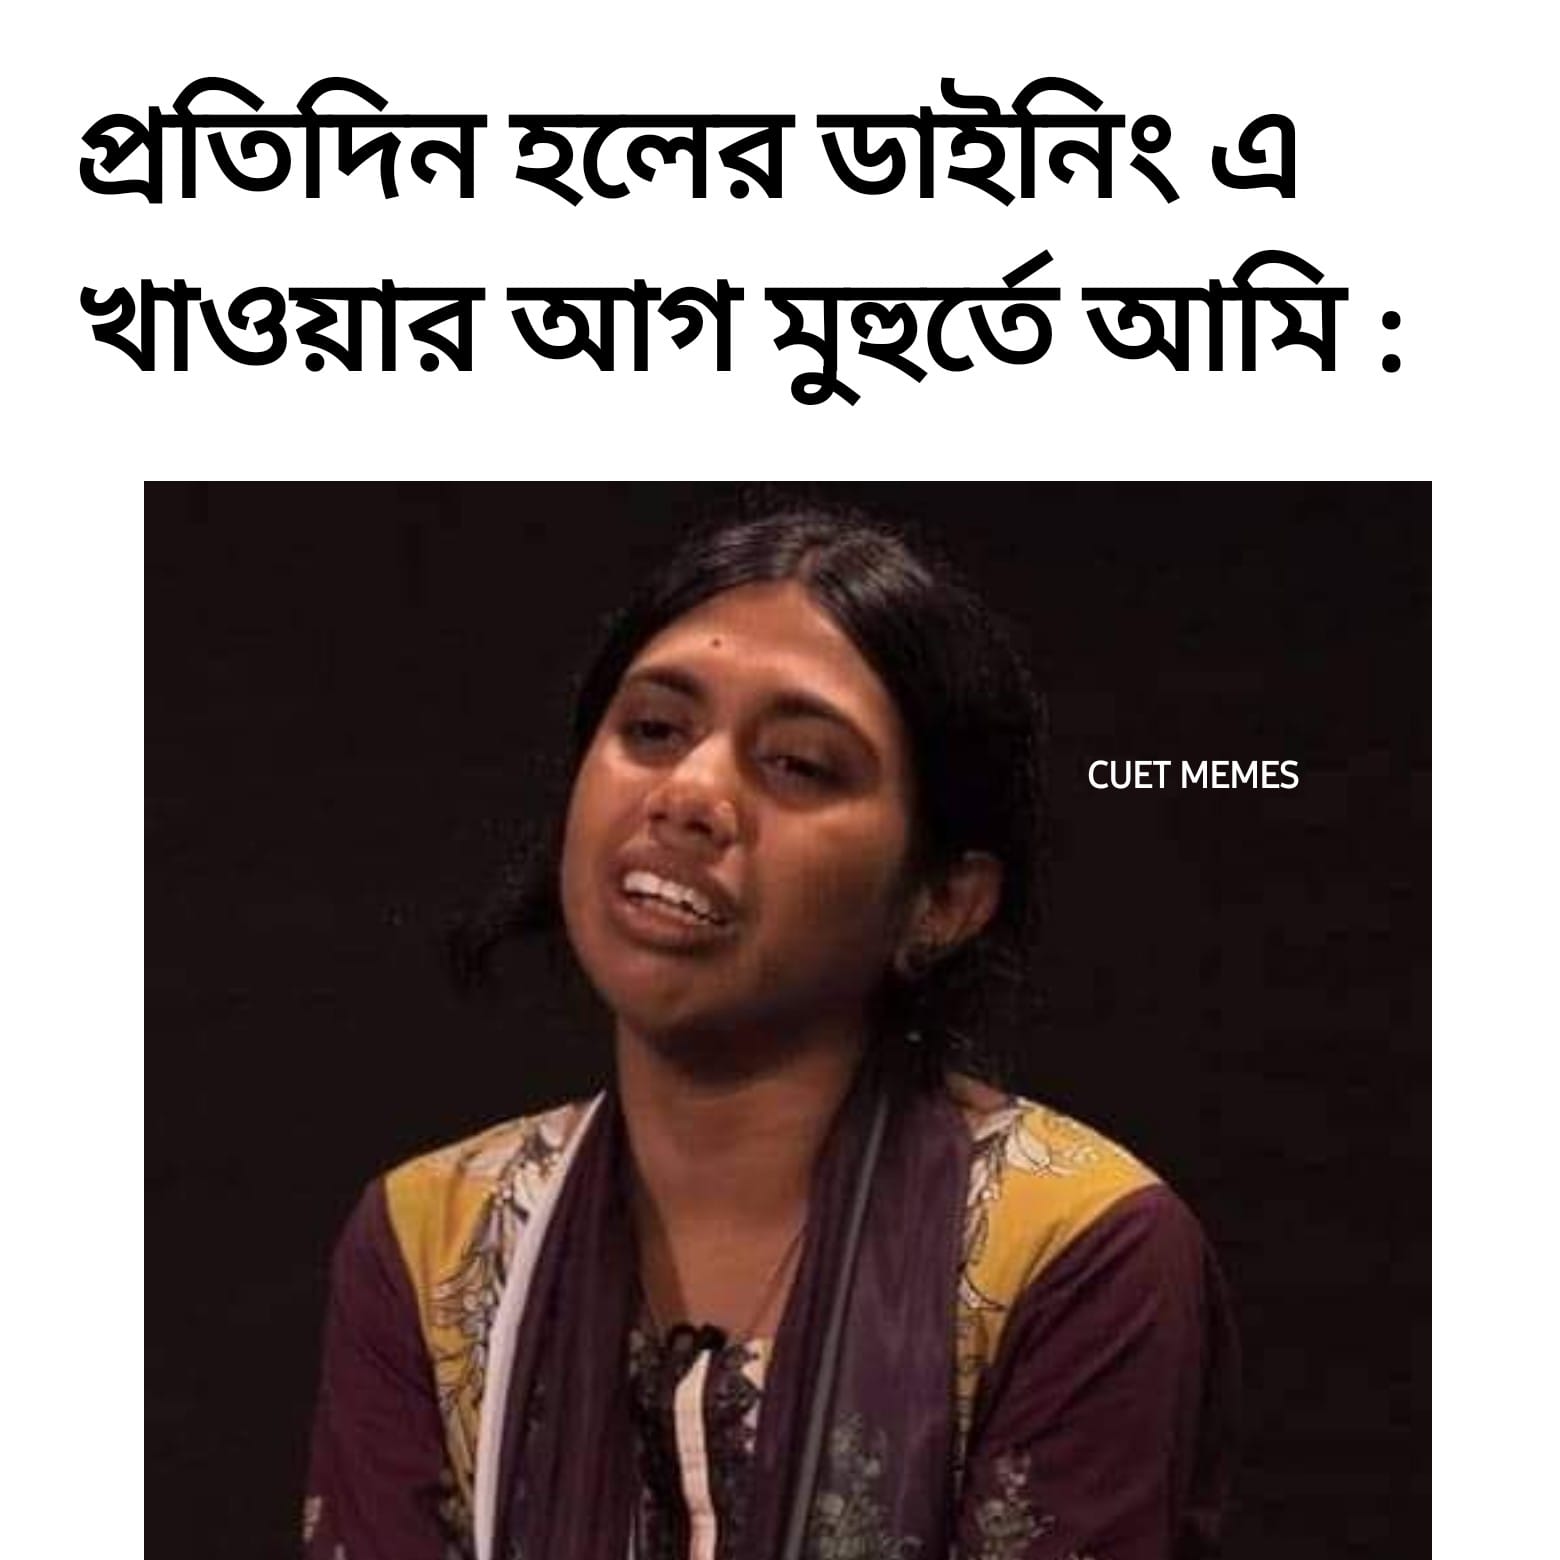 প্রতিদিন হলের ডাইনিং এ
খাওয়ার আগ মুহুর্তে আমি :
CUET MEMES